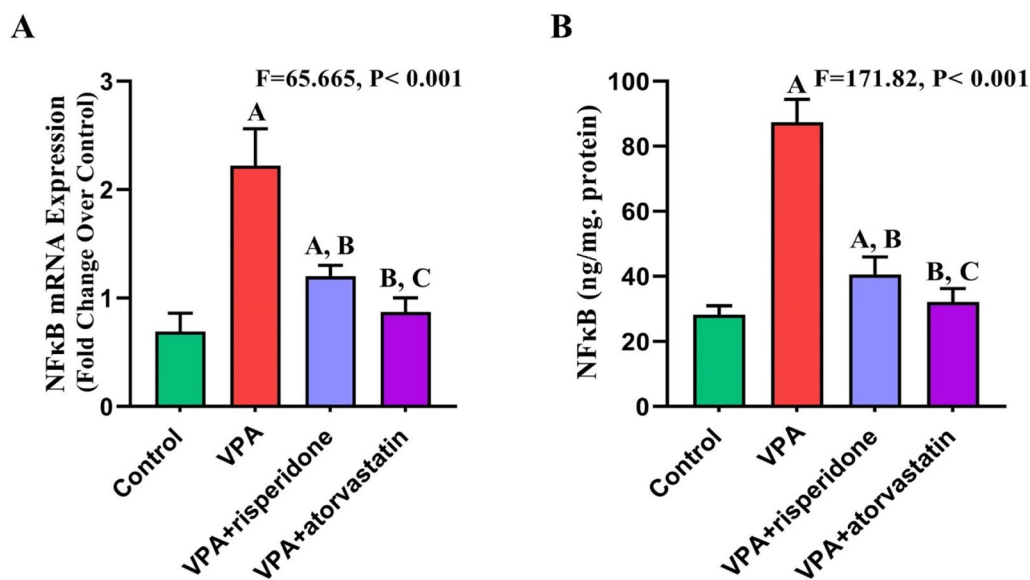 A
NFκB mRNA Expression
(Fold Change Over Control)
F=65.665, P< 0.001
3
2
1
0
A
A, B
B, C
Control
VPA
VPA+risperidone
VPA+atorvastatin
B
NFκB (ng/mg. protein)
F=171.82, P< 0.001
100
80
60
40
20
0
A
A, B
B, C
Control
VPA
VPA+risperidone
VPA+atorvastatin